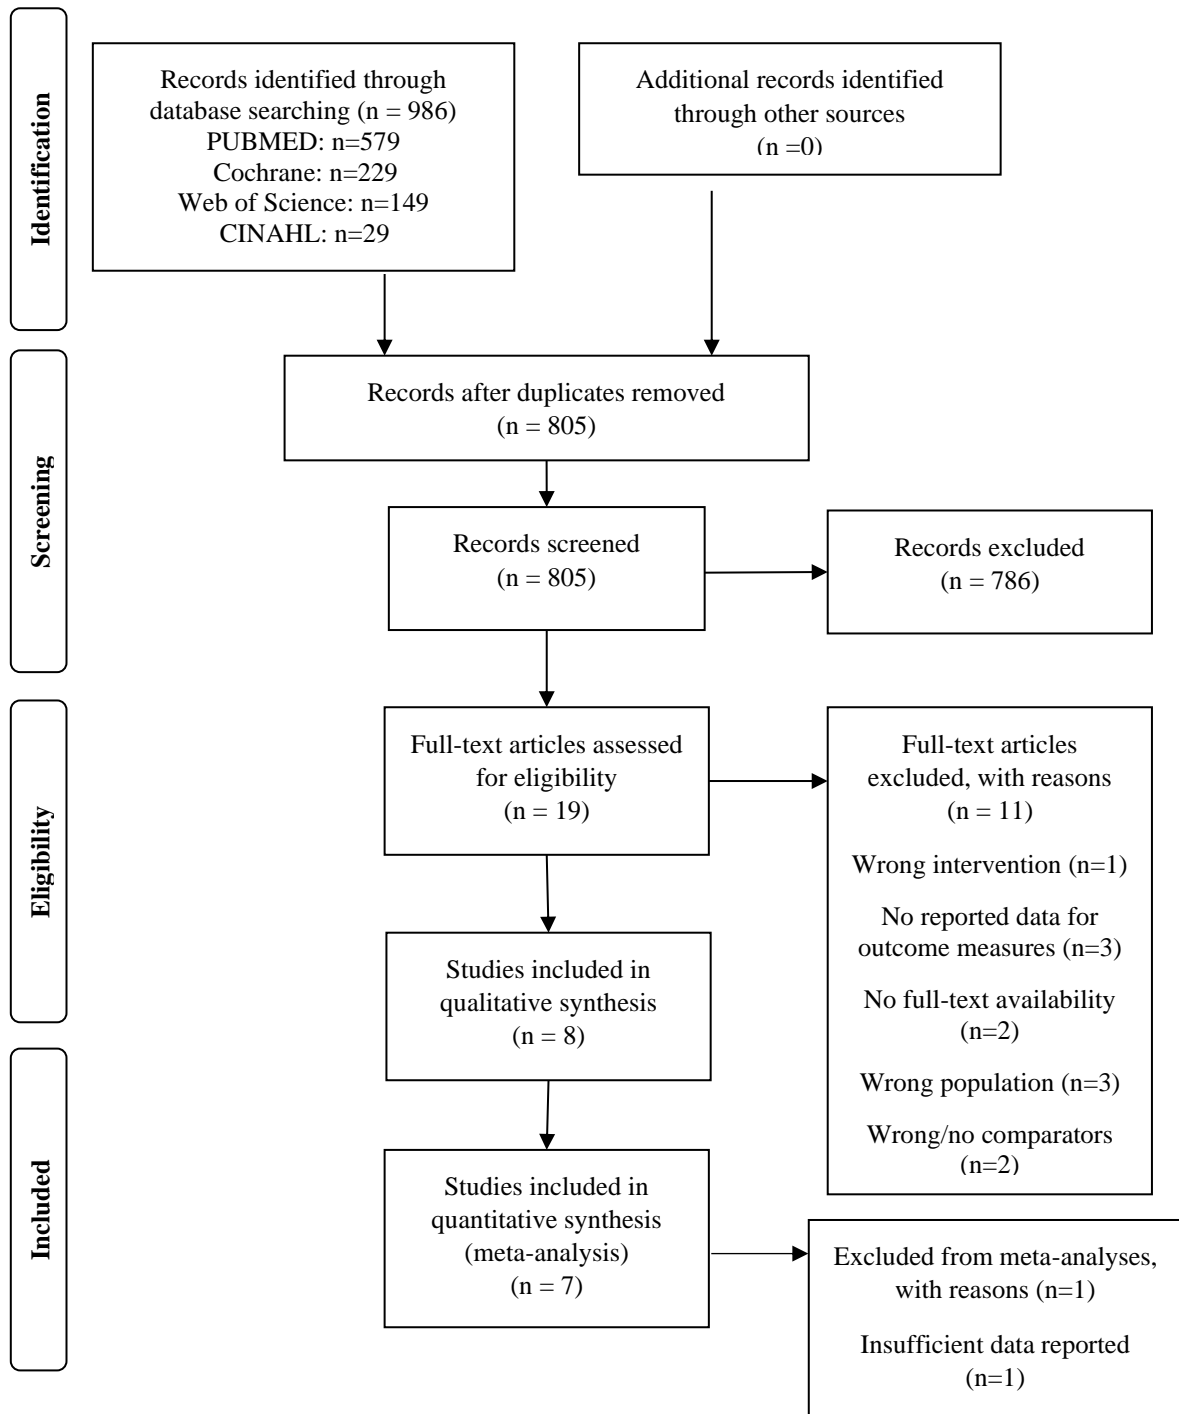 Identification
Records identified through
database searching (n = 986)
PUBMED: n=579
Cochrane: n=229
Web of Science: n=149
CINAHL: n=29
Additional records identified
through other sources
(n =0)
Screening
Records after duplicates removed
(n = 805)
Records screened
(n = 805)
Records excluded
(n = 786)
Eligibility
Full-text articles assessed
for eligibility
(n = 19)
Full-text articles
excluded, with reasons
(n = 11)
Wrong intervention (n=1)
No reported data for
outcome measures (n=3)
No full-text availability
(n=2)
Wrong population (n=3)
Wrong/no comparators
(n=2)
Studies included in
qualitative synthesis
(n = 8)
Included
Studies included in
quantitative synthesis
(meta-analysis)
(n = 7)
Excluded from meta-analyses,
with reasons (n=1)
Insufficient data reported
(n=1)